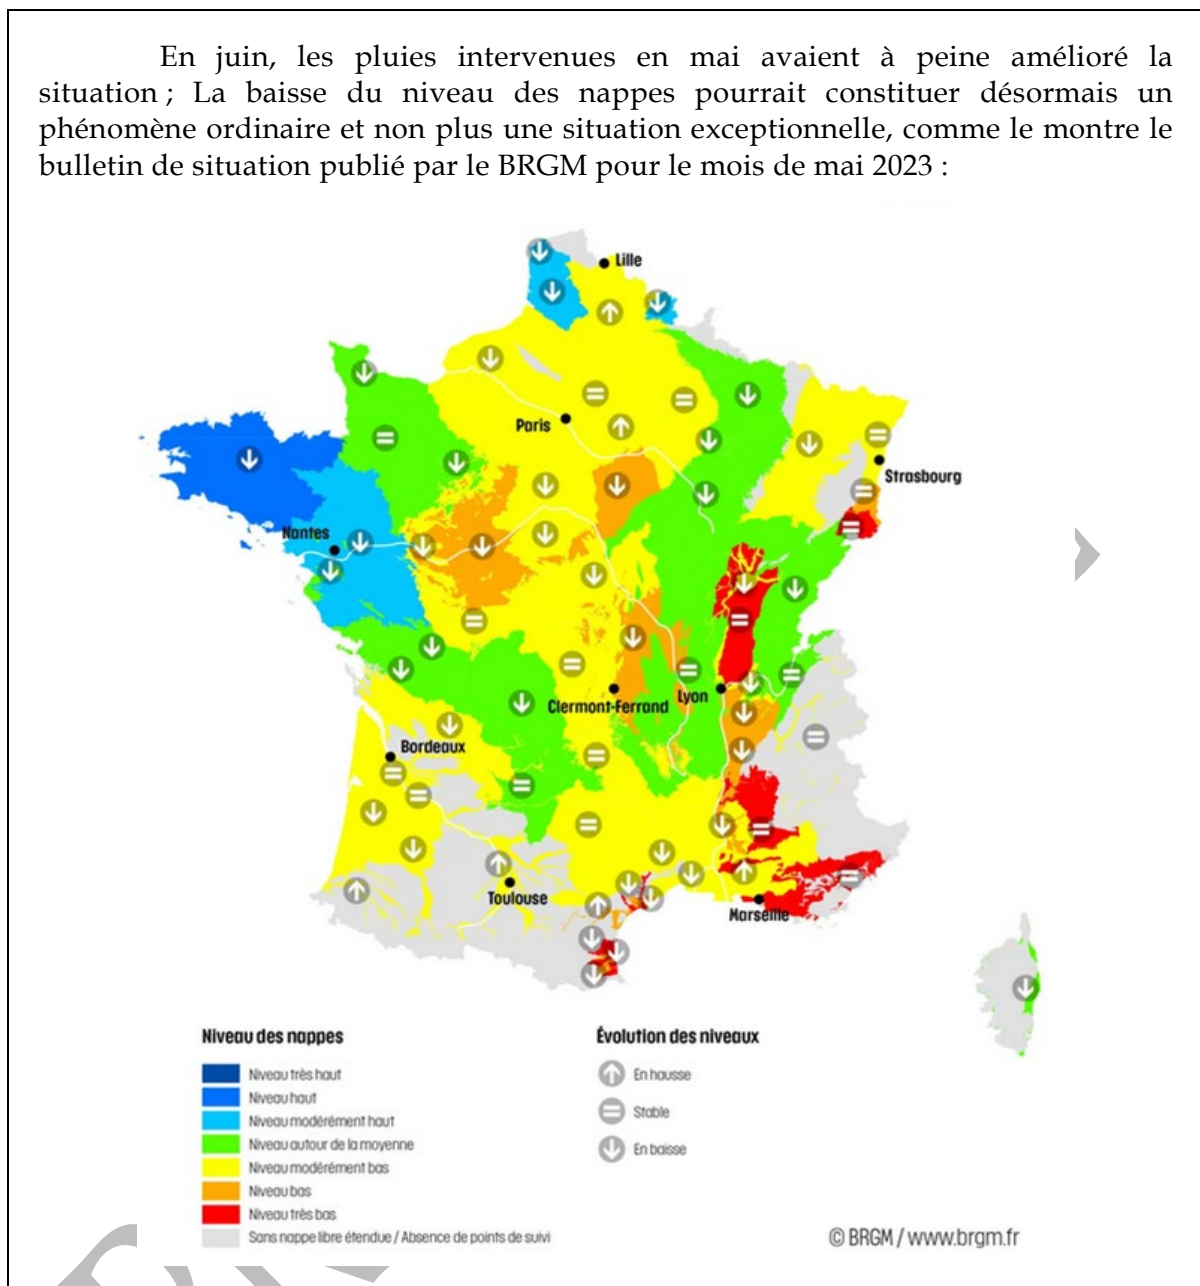 En juin, les pluies intervenues en mai avaient à peine amélioré la
situation ; La baisse du niveau des nappes pourrait constituer désormais un
phénomène ordinaire et non plus une situation exceptionnelle, comme le montre le
bulletin de situation publié par le BRGM pour le mois de mai 2023 :
Lille
Paris
Strasbourg
Nantes
Clermont-Ferrand
Lyon
Bordeaux
Toulouse
Marseille
Niveau des nappes
Niveau très haut
Niveau haut
Niveau modérément haut
Niveau autour de la moyenne
Niveau modérément bas
Niveau bas
Niveau très bas
Sans nappe libre étendue / Absence de points de suivi
Évolution des niveaux
En hausse
Stable
En baisse
© BRGM / www.brgm.fr